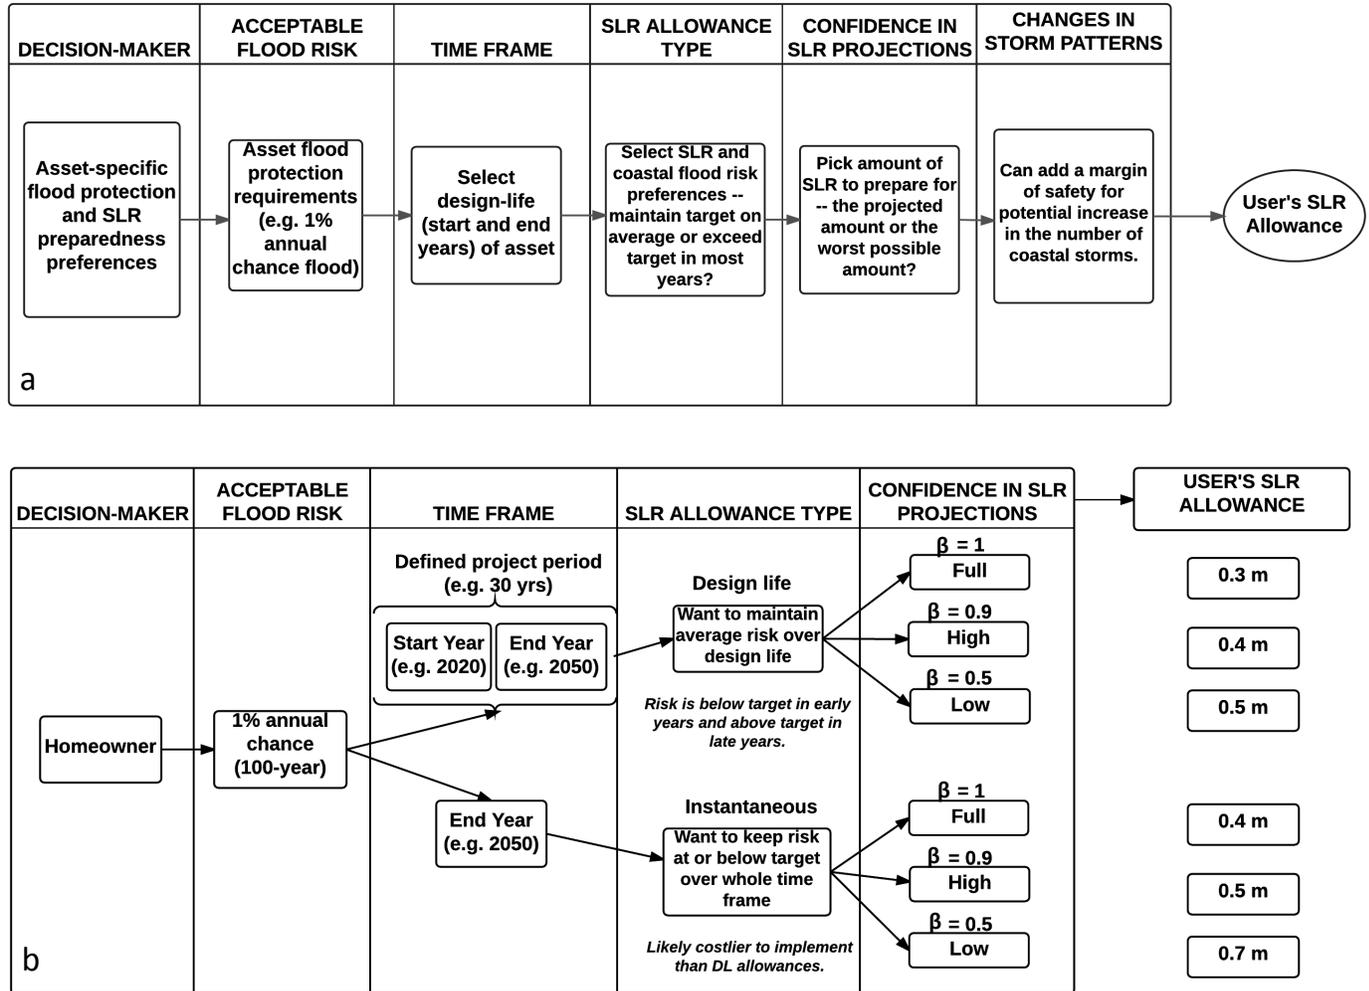 DECISION-MAKER
ACCEPTABLE
FLOOD RISK
TIME FRAME
SLR ALLOWANCE
TYPE
CONFIDENCE IN
SLR PROJECTIONS
CHANGES IN
STORM PATTERNS
Asset-specific
flood protection
and SLR
preparedness
preferences
Asset flood
protection
requirements
(e.g. 1%
annual
chance flood)
Select
design-life
(start and end
years) of asset
Select SLR and
coastal flood risk
preferences --
maintain target on
average or exceed
target in most
years?
Pick amount of
SLR to prepare for
-- the projected
amount or the
worst possible
amount?
Can add a margin
of safety for
potential increase
in the number of
coastal storms.
User's SLR
Allowance
a
DECISION-MAKER
ACCEPTABLE
FLOOD RISK
TIME FRAME
SLR ALLOWANCE TYPE
CONFIDENCE IN SLR
PROJECTIONS
USER'S SLR
ALLOWANCE
Homeowner
1% annual
chance
(100-year)
Defined project period
(e.g. 30 yrs)
Start Year
(e.g. 2020)
End Year
(e.g. 2050)
Design life
Want to maintain
average risk over
design life
Risk is below target in early
years and above target in
late years.
β = 1
Full
0.3 m
β = 0.9
High
0.4 m
β = 0.5
Low
0.5 m
End Year
(e.g. 2050)
Instantaneous
Want to keep risk
at or below target
over whole time
frame
Likely costlier to implement
than DL allowances.
β = 1
Full
0.4 m
β = 0.9
High
0.5 m
β = 0.5
Low
0.7 m
b